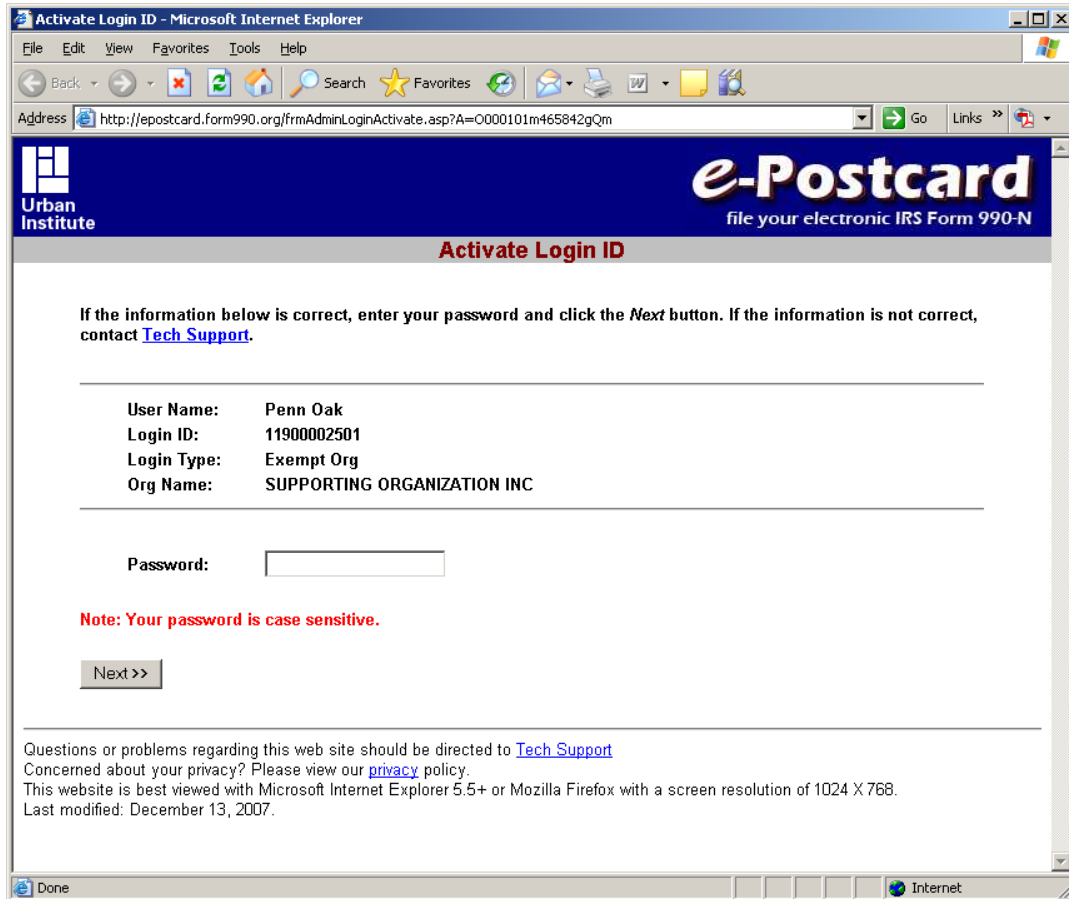 Activate Login ID - Microsoft Internet Explorer
File Edit View Favorites Tools Help
Back Search Favorites
Address http://epostcard.form990.org/frmAdminLoginActivate.asp?A=O000101m465842gQm Go Links »
Urban
Institute
e-Postcard
file your electronic IRS Form 990-N
Activate Login ID
If the information below is correct, enter your password and click the Next button. If the information is not correct,
contact Tech Support.
User Name: Penn Oak
Login ID: 11900002501
Login Type: Exempt Org
Org Name: SUPPORTING ORGANIZATION INC
Password:
Note: Your password is case sensitive.
Next >>
Questions or problems regarding this web site should be directed to Tech Support
Concerned about your privacy? Please view our privacy policy.
This website is best viewed with Microsoft Internet Explorer 5.5+ or Mozilla Firefox with a screen resolution of 1024 X 768.
Last modified: December 13, 2007.
Done Internet